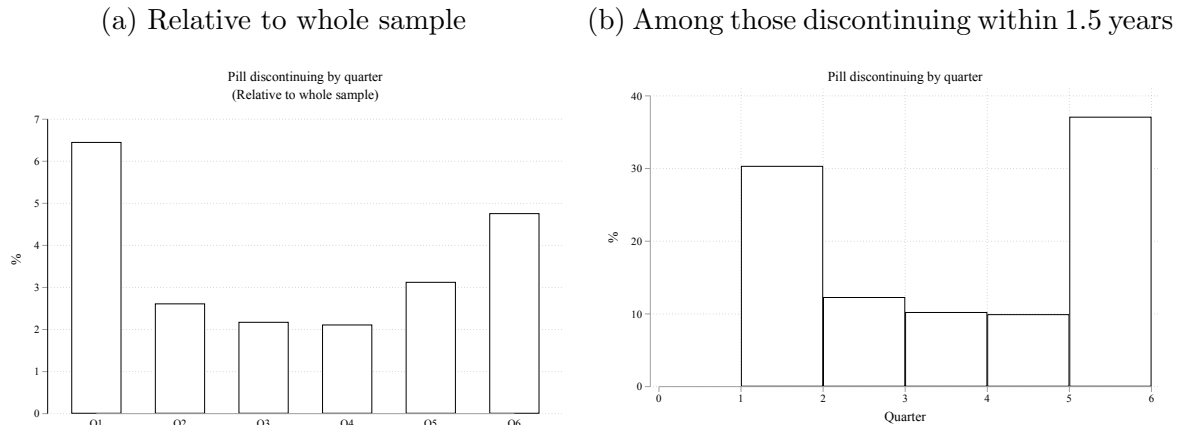 (a) Relative to whole sample
(b) Among those discontinuing within 1.5 years
Pill discontinuing by quarter
(Relative to whole sample)
7
6
5
4
3
2
1
0
%
Q1 Q2 Q3 Q4 Q5 Q6
Pill discontinuing by quarter
40
30
20
10
0
%
0 1 2 3 4 5 6
Quarter